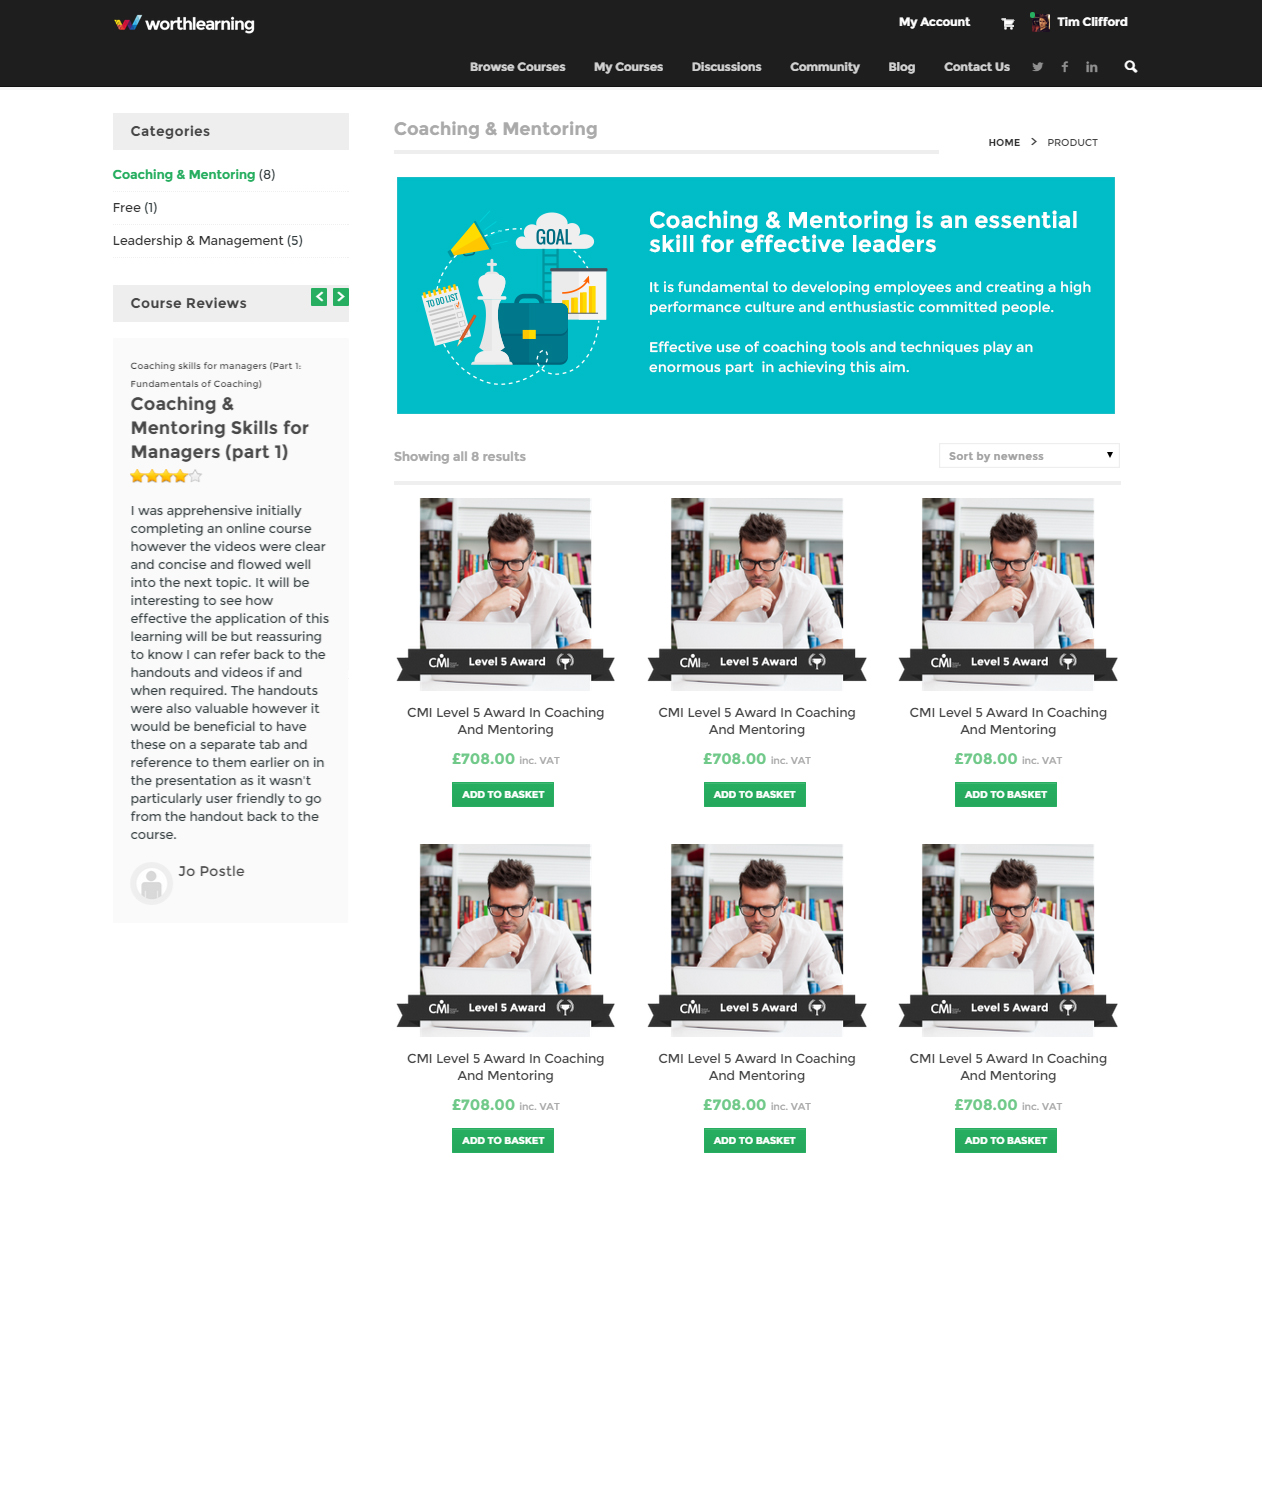 worthlearning
My Account
Tim Clifford
Browse Courses
My Courses
Discussions
Community
Blog
Contact Us
Categories
Coaching & Mentoring (8)
Free (1)
Leadership & Management (5)
Course Reviews
Coaching skills for managers (Part 1:
Fundamentals of Coaching)
Coaching &
Mentoring Skills for
Managers (part 1)
I was apprehensive initially
completing an online course
however the videos were clear
and concise and flowed well
into the next topic. It will be
interesting to see how
effective the application of this
learning will be but reassuring
to know I can refer back to the
handouts and videos if and
when required. The handouts
were also valuable however it
would be beneficial to have
these on a separate tab and
reference to them earlier on in
the presentation as it wasn't
particularly user friendly to go
from the handout back to the
course.
Jo Postle
Coaching & Mentoring
HOME > PRODUCT
GOAL
TO DO LIST
Coaching & Mentoring is an essential
skill for effective leaders
It is fundamental to developing employees and creating a high
performance culture and enthusiastic committed people.
Effective use of coaching tools and techniques play an
enormous part in achieving this aim.
Showing all 8 results
Sort by newness
CMI Level 5 Award
CMI Level 5 Award
CMI Level 5 Award
CMI Level 5 Award In Coaching
And Mentoring
£708.00 inc. VAT
ADD TO BASKET
CMI Level 5 Award In Coaching
And Mentoring
£708.00 inc. VAT
ADD TO BASKET
CMI Level 5 Award In Coaching
And Mentoring
£708.00 inc. VAT
ADD TO BASKET
CMI Level 5 Award
CMI Level 5 Award
CMI Level 5 Award
CMI Level 5 Award In Coaching
And Mentoring
£708.00 inc. VAT
ADD TO BASKET
CMI Level 5 Award In Coaching
And Mentoring
£708.00 inc. VAT
ADD TO BASKET
CMI Level 5 Award In Coaching
And Mentoring
£708.00 inc. VAT
ADD TO BASKET